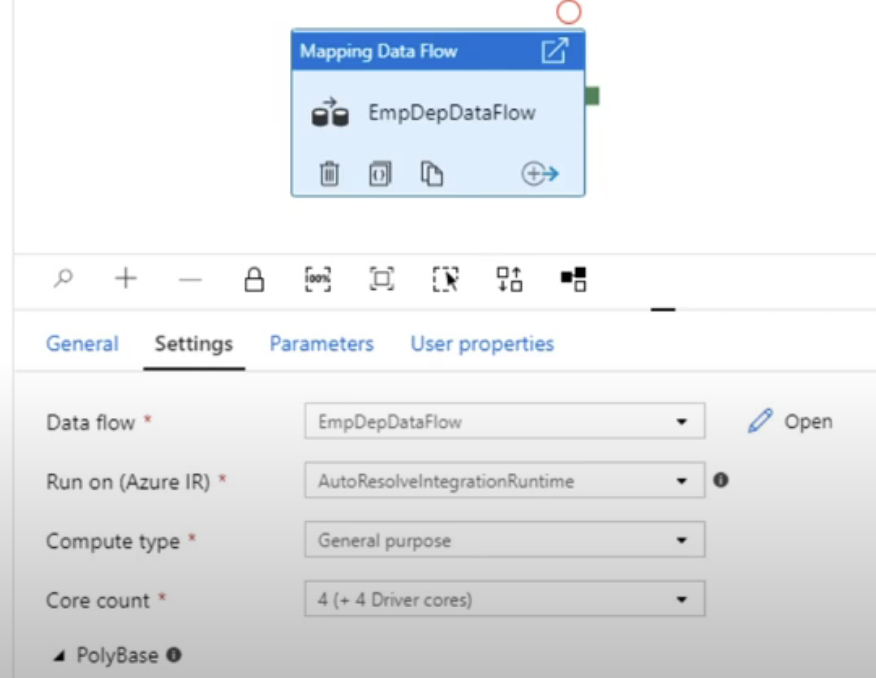 Mapping Data Flow
EmpDepDataFlow
100%
General Settings Parameters User properties
Data flow * EmpDepDataFlow Open
Run on (Azure IR) * AutoResolveIntegrationRuntime
Compute type * General purpose
Core count * 4 (+ 4 Driver cores)
PolyBase